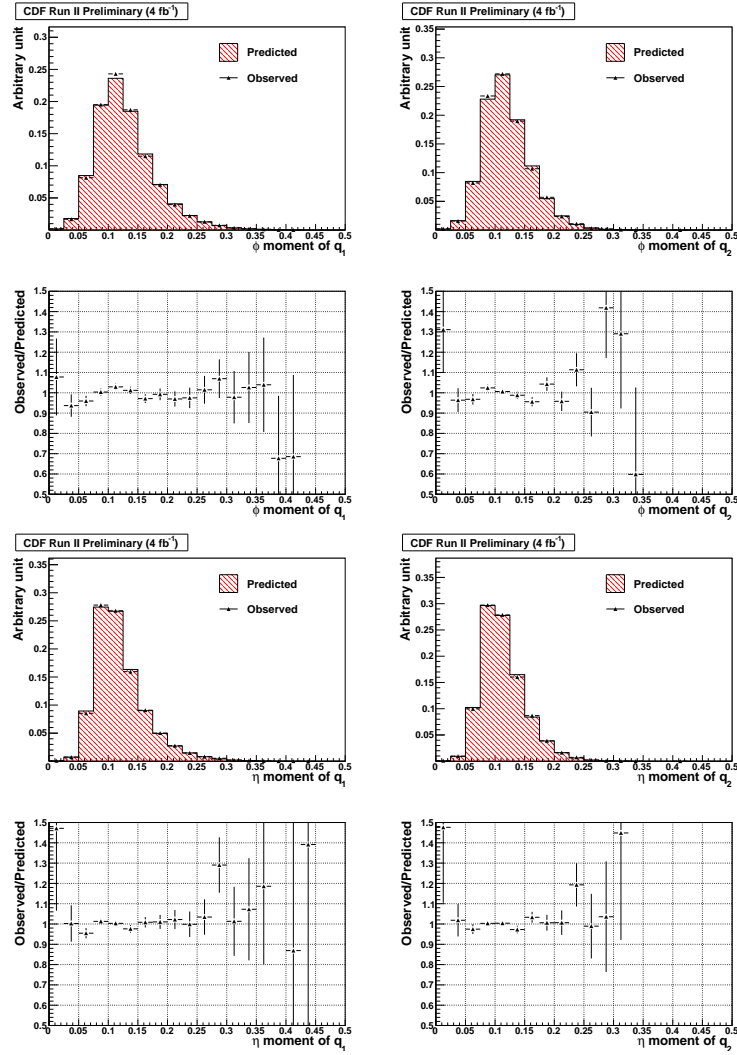 CDF Run II Preliminary (4 fb⁻¹)
Arbitrary unit
0.3
0.25
0.2
0.15
0.1
0.05
Predicted
Observed
0 0.05 0.1 0.15 0.2 0.25 0.3 0.35 0.4 0.45 0.5
ϕ moment of q₁
CDF Run II Preliminary (4 fb⁻¹)
Arbitrary unit
0.35
0.3
0.25
0.2
0.15
0.1
0.05
Predicted
Observed
0 0.05 0.1 0.15 0.2 0.25 0.3 0.35 0.4 0.45 0.5
ϕ moment of q₂
Observed/Predicted
1.5
1.4
1.3
1.2
1.1
1
0.9
0.8
0.7
0.6
0.5
0 0.05 0.1 0.15 0.2 0.25 0.3 0.35 0.4 0.45 0.5
ϕ moment of q₁
Observed/Predicted
1.5
1.4
1.3
1.2
1.1
1
0.9
0.8
0.7
0.6
0.5
0 0.05 0.1 0.15 0.2 0.25 0.3 0.35 0.4 0.45 0.5
ϕ moment of q₂
CDF Run II Preliminary (4 fb⁻¹)
Arbitrary unit
0.35
0.3
0.25
0.2
0.15
0.1
0.05
Predicted
Observed
0 0.05 0.1 0.15 0.2 0.25 0.3 0.35 0.4 0.45 0.5
η moment of q₁
CDF Run II Preliminary (4 fb⁻¹)
Arbitrary unit
0.35
0.3
0.25
0.2
0.15
0.1
0.05
Predicted
Observed
0 0.05 0.1 0.15 0.2 0.25 0.3 0.35 0.4 0.45 0.5
η moment of q₂
Observed/Predicted
1.5
1.4
1.3
1.2
1.1
1
0.9
0.8
0.7
0.6
0.5
0 0.05 0.1 0.15 0.2 0.25 0.3 0.35 0.4 0.45 0.5
η moment of q₁
Observed/Predicted
1.5
1.4
1.3
1.2
1.1
1
0.9
0.8
0.7
0.6
0.5
0 0.05 0.1 0.15 0.2 0.25 0.3 0.35 0.4 0.45 0.5
η moment of q₂